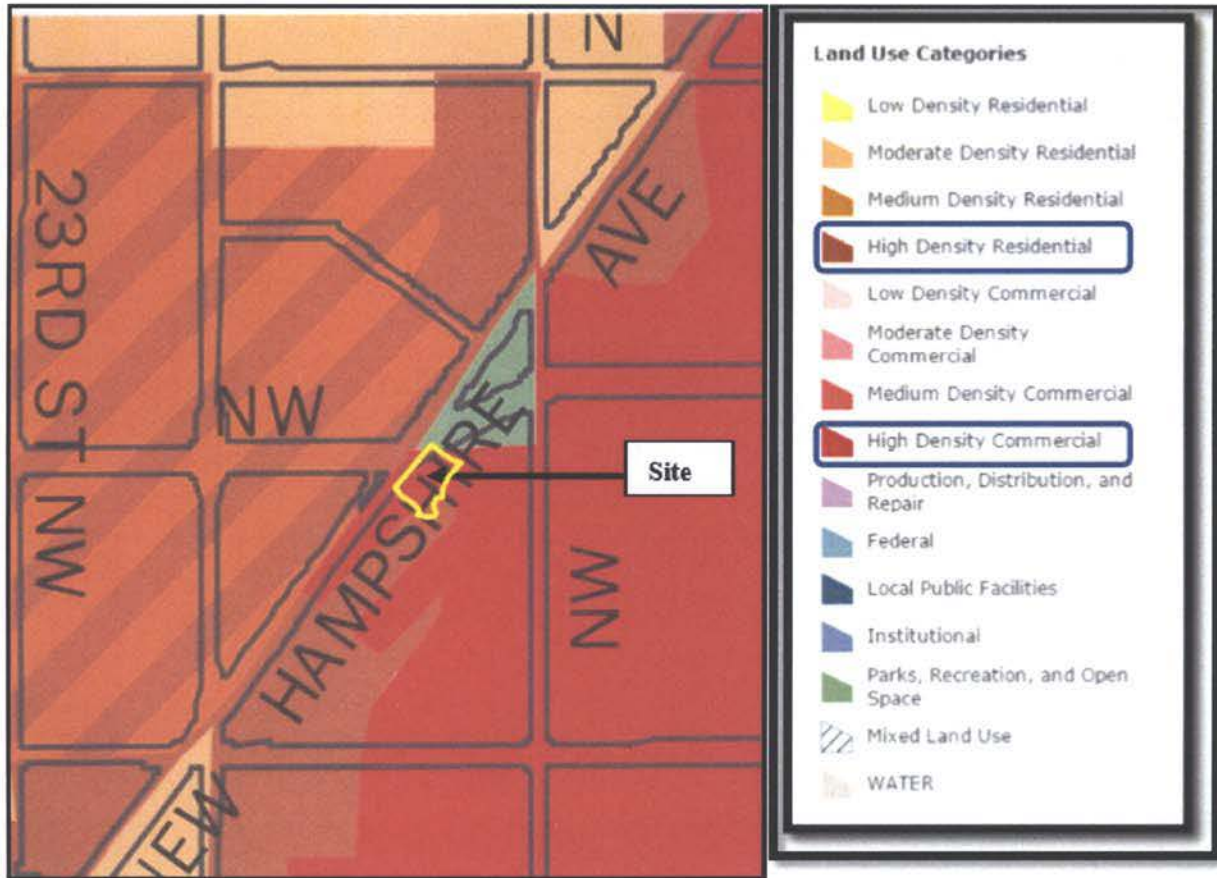 N
AVE
23RD ST NW
NW
HAMPSHIRE
NW
IEW
Site
Land Use Categories
Low Density Residential
Moderate Density Residential
Medium Density Residential
High Density Residential
Low Density Commercial
Moderate Density
Commercial
Medium Density Commercial
High Density Commercial
Production, Distribution, and
Repair
Federal
Local Public Facilities
Institutional
Parks, Recreation, and Open
Space
Mixed Land Use
WATER